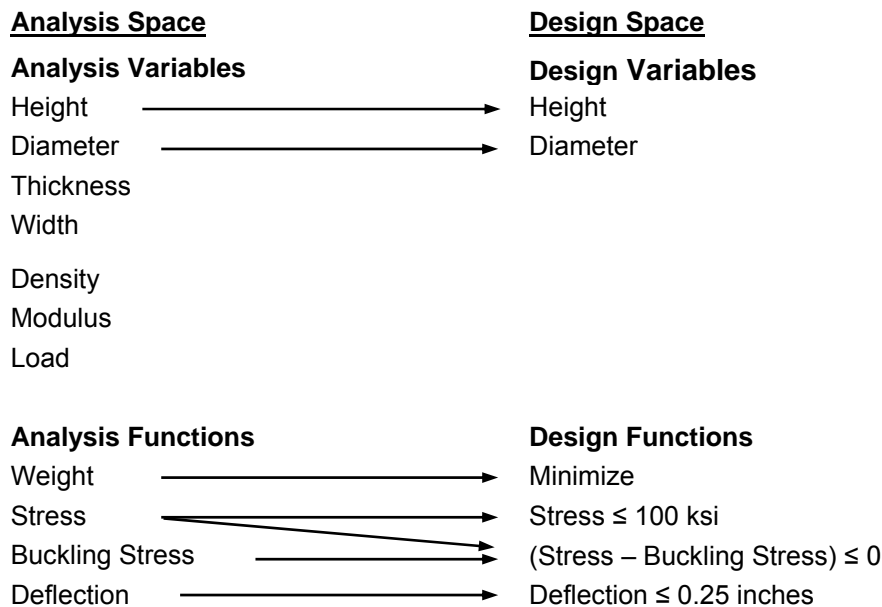 Analysis Space
Analysis Variables
Height
Diameter
Thickness
Width
Density
Modulus
Load
Analysis Functions
Weight
Stress
Buckling Stress
Deflection
Design Space
Design Variables
Height
Diameter
Design Functions
Minimize
Stress ≤ 100 ksi
(Stress – Buckling Stress) ≤ 0
Deflection ≤ 0.25 inches